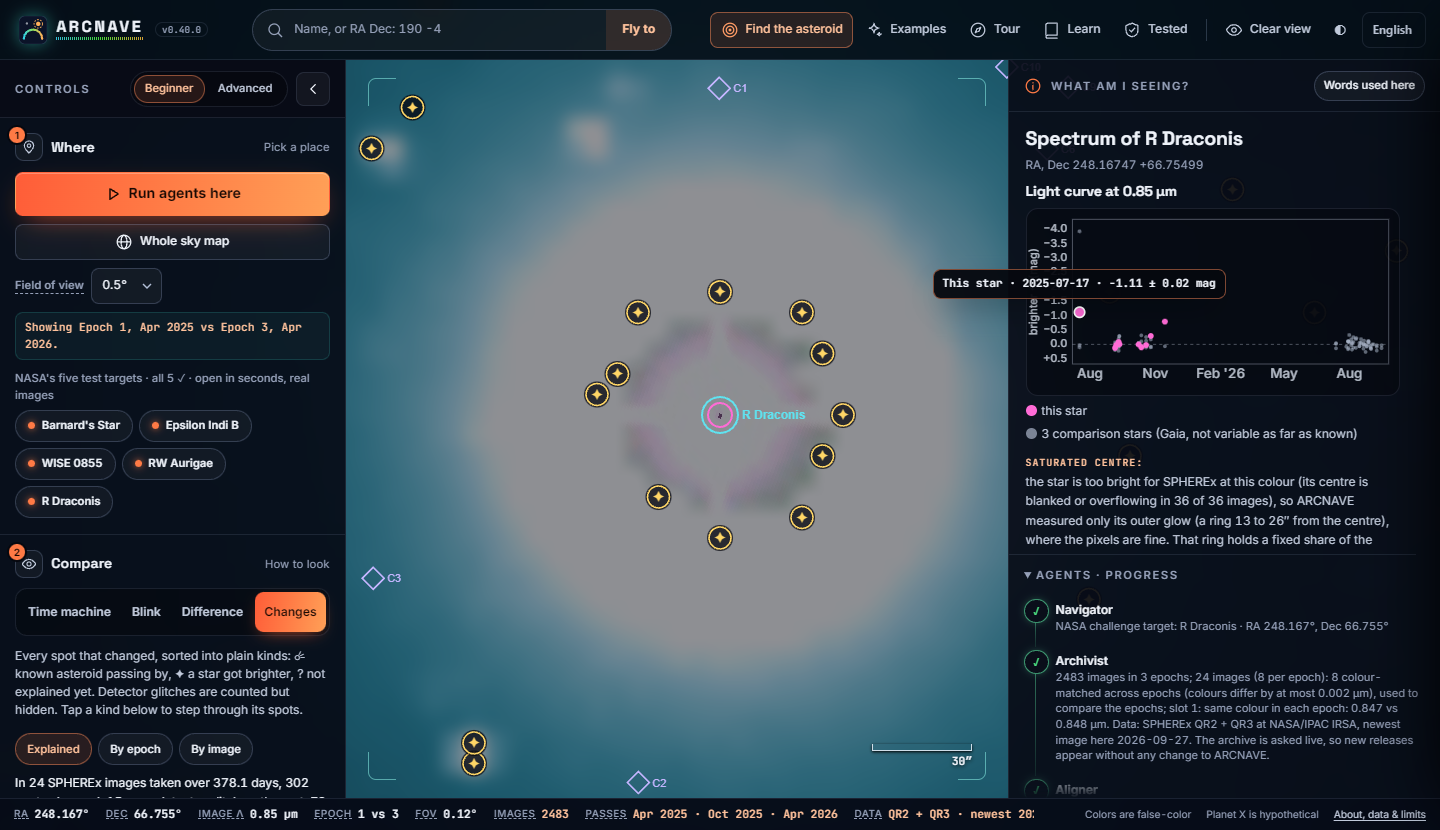 ARCNAVE v0.40.0
Name, or RA Dec: 190 -4
Fly to
Find the asteroid
Examples
Tour
Learn
Tested
Clear view
English
CONTROLS
Beginner
Advanced
1
Where
Pick a place
Run agents here
Whole sky map
Field of view 0.5°
Showing Epoch 1, Apr 2025 vs Epoch 3, Apr
2026.
NASA's five test targets · all 5 ✓ · open in seconds, real
images
Barnard's Star
Epsilon Indi B
WISE 0855
RW Aurigae
R Draconis
2
Compare
How to look
Time machine
Blink
Difference
Changes
Every spot that changed, sorted into plain kinds: ☄
known asteroid passing by, ✦ a star got brighter, ? not
explained yet. Detector glitches are counted but
hidden. Tap a kind below to step through its spots.
Explained
By epoch
By image
In 24 SPHEREx images taken over 378.1 days, 302
C1
C3
C2
R Draconis
30″
WHAT AM I SEEING?
Words used here
Spectrum of R Draconis
RA, Dec 248.16747 +66.75499
Light curve at 0.85 µm
−4.0
−3.5
−3.0
This star · 2025-07-17 · -1.11 ± 0.02 mag
−1.5
−1.0
−0.5
0.0
+0.5
Aug
Nov
Feb '26
May
Aug
this star
3 comparison stars (Gaia, not variable as far as known)
SATURATED CENTRE:
the star is too bright for SPHEREx at this colour (its centre is
blanked or overflowing in 36 of 36 images), so ARCNAVE
measured only its outer glow (a ring 13 to 26″ from the centre),
where the pixels are fine. That ring holds a fixed share of the
▾ AGENTS · PROGRESS
Navigator
NASA challenge target: R Draconis · RA 248.167°, Dec 66.755°
Archivist
2483 images in 3 epochs; 24 images (8 per epoch): 8 colour-
matched across epochs (colours differ by at most 0.002 µm), used to
compare the epochs; slot 1: same colour in each epoch: 0.847 vs
0.848 µm. Data: SPHEREx QR2 + QR3 at NASA/IPAC IRSA, newest
image here 2026-09-27. The archive is asked live, so new releases
appear without any change to ARCNAVE.
Aligner
RA 248.167° DEC 66.755° IMAGE Λ 0.85 µm EPOCH 1 vs 3 FOV 0.12° IMAGES 2483 PASSES Apr 2025 · Oct 2025 · Apr 2026 DATA QR2 + QR3 · newest
Colors are false-color
Planet X is hypothetical
About, data & limits